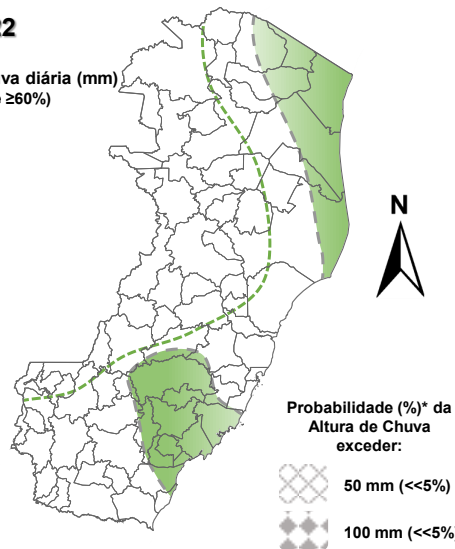 22
va diária (mm)
≥60%)
N
Probabilidade (%)* da
Altura de Chuva
exceder:
50 mm (<<5%)
100 mm (<<5%